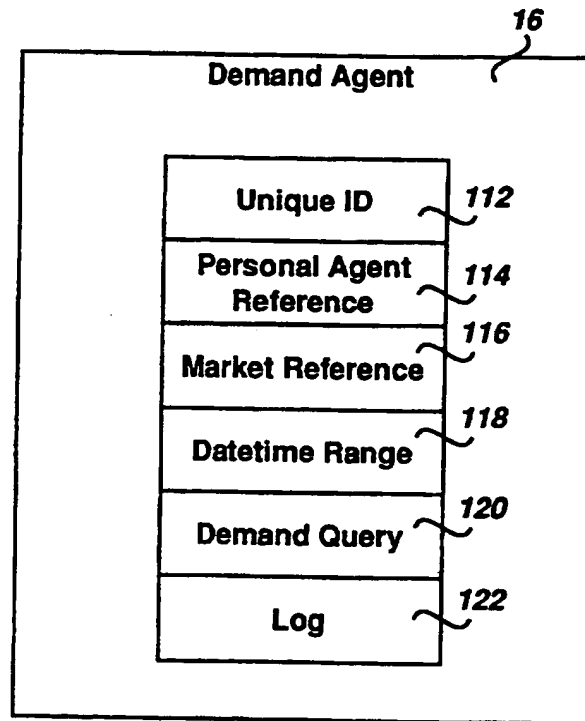 16
Demand Agent
Unique ID
112
Personal Agent
Reference
114
Market Reference
116
Datetime Range
118
Demand Query
120
Log
122